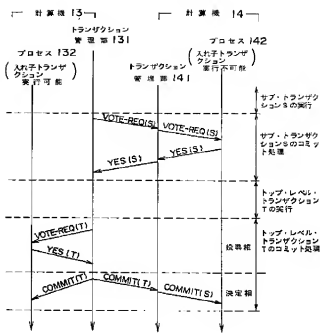 計算機 13
計算機 14
プロセス132
(入れ子トランザ
クション
実行可能)
トランザクション
管理部131
トランザクション
管理部141
プロセス142
(入れ子トランザ
クション
実行不可能)
サブ・トランザ
クションSの実行
VOTE-REQ(S)
VOTE-REQ(S)
YES(S)
YES(S)
サブ・トランザ
クションSのコミッ
ト処理
トップ・レベル・
トランザクション
Tの実行
VOTE-REQ(T)
YES(T)
投票相
トップ・レベル・
トランザクション
Tのコミット処理
COMMIT(T)
COMMIT(T)
COMMIT(S)
決定相